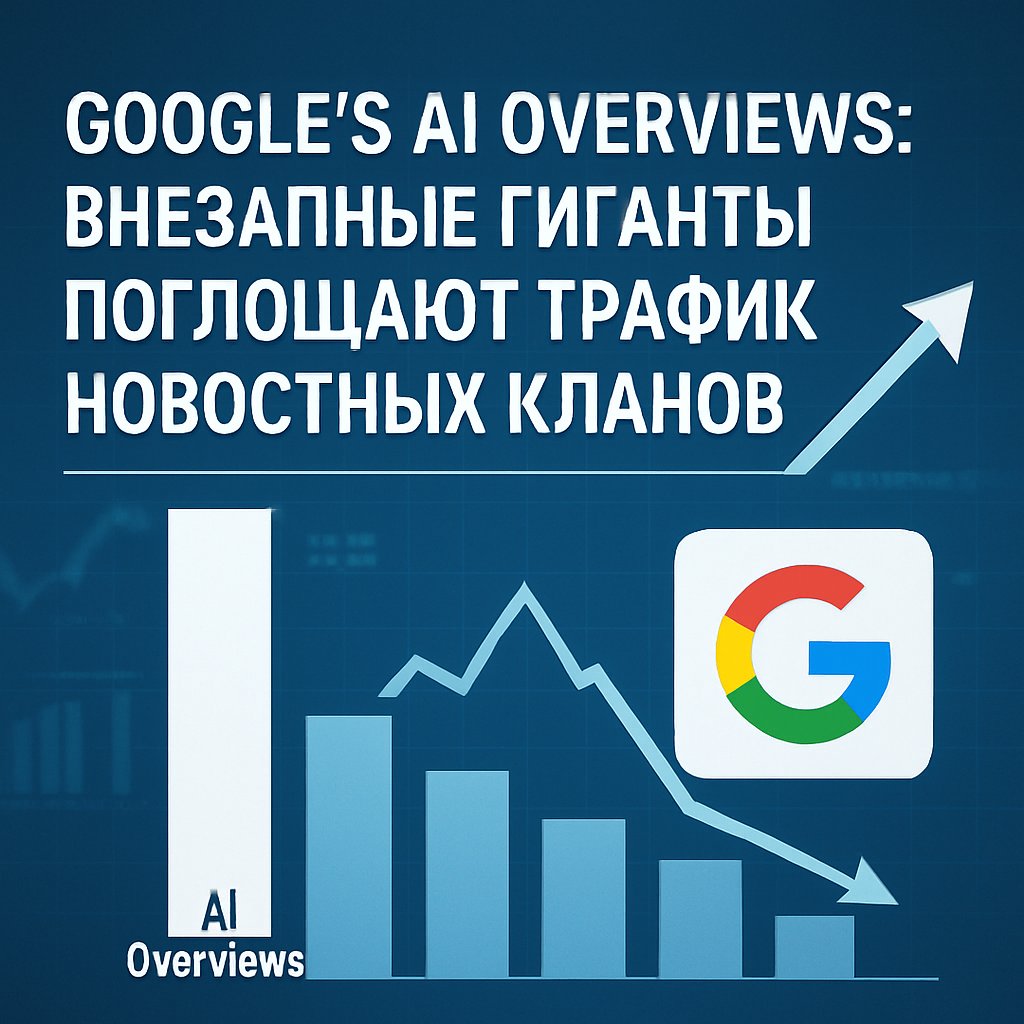 GOOGLE'S AI OVERVIEWS:
ВНЕЗАПНЫЕ ГИГАНТЫ
ПОГЛОЩАЮТ ТРАФИК
НОВОСТНЫХ КЛАНОВ
AI
Overviews